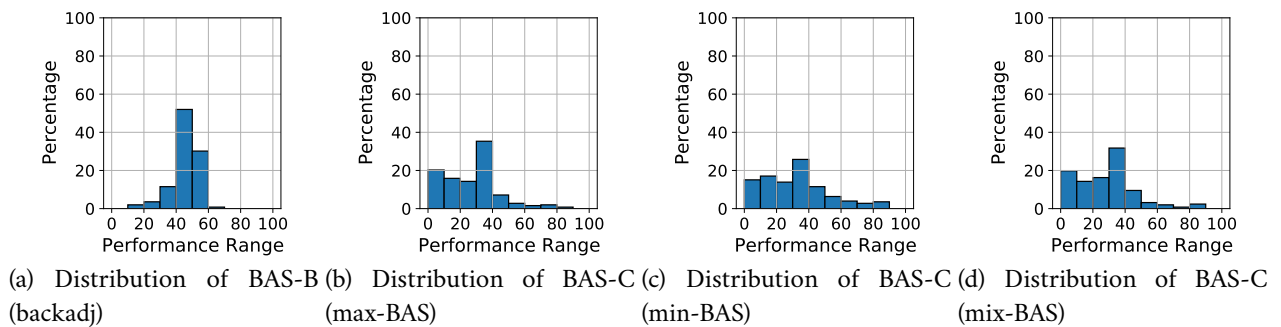 100
80
60
40
20
0
Percentage
0 20 40 60 80 100
Performance Range
(a) Distribution of BAS-B
(backadj)
100
80
60
40
20
0
Percentage
0 20 40 60 80 100
Performance Range
(b) Distribution of BAS-C
(max-BAS)
100
80
60
40
20
0
Percentage
0 20 40 60 80 100
Performance Range
(c) Distribution of BAS-C
(min-BAS)
100
80
60
40
20
0
Percentage
0 20 40 60 80 100
Performance Range
(d) Distribution of BAS-C
(mix-BAS)